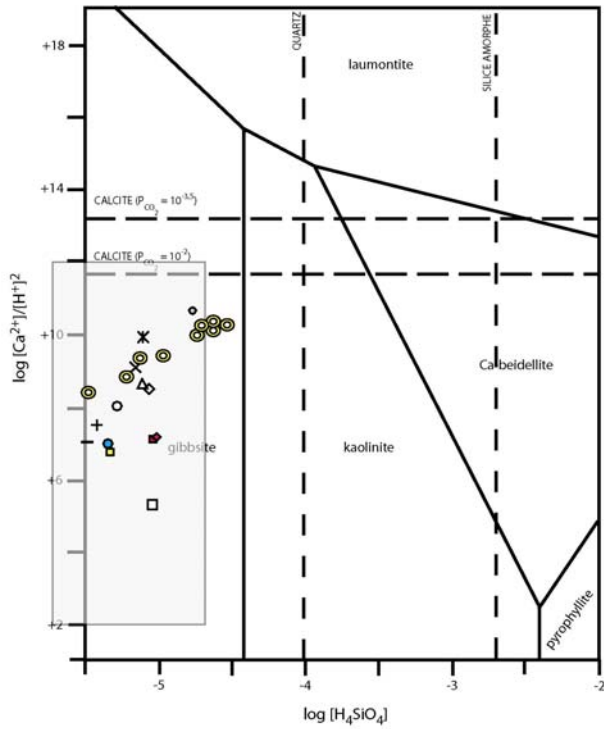 +18
QUARTZ
SILICE AMORPHE
laumontite
+14
CALCITE (P_CO₂ = 10^-3,5)
CALCITE (P_CO₂ = 10^-2)
log [Ca²⁺]/[H⁺]²
+10
Ca-beidellite
gibbsite
kaolinite
+6
pyrophyllite
+2
-5
-4
-3
-2
log [H₄SiO₄]